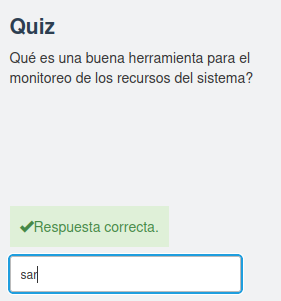 Quiz
Qué es una buena herramienta para el
monitoreo de los recursos del sistema?
Respuesta correcta.
sar